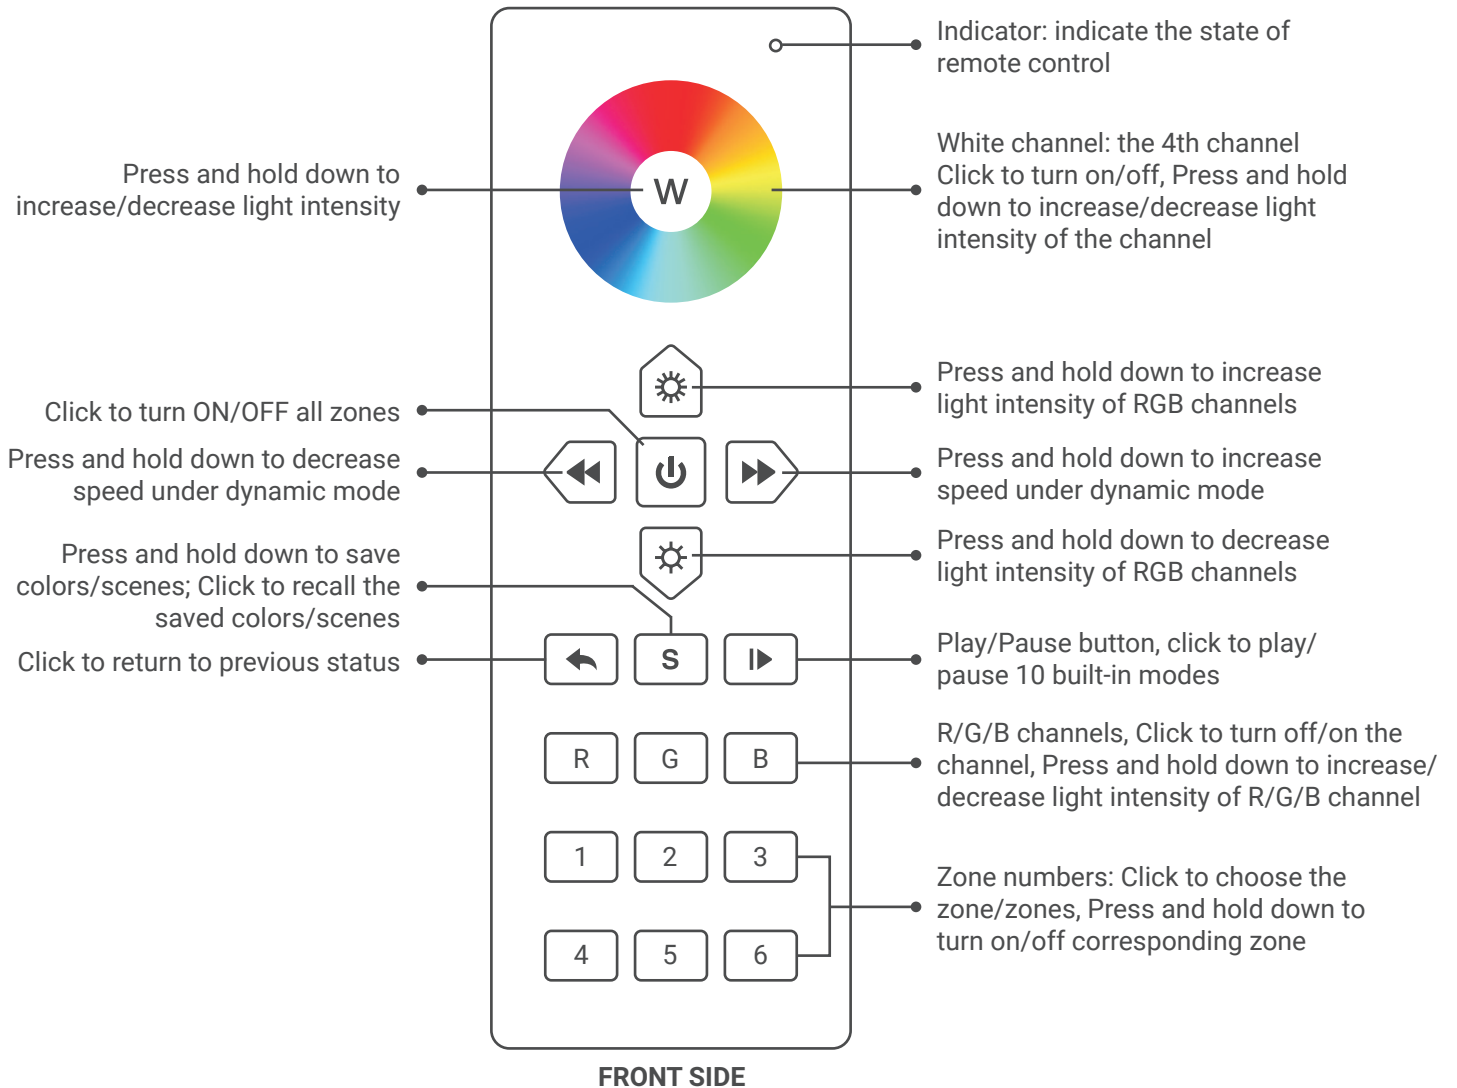 Indicator: indicate the state of
remote control
Press and hold down to
increase/decrease light intensity
W
White channel: the 4th channel
Click to turn on/off, Press and hold
down to increase/decrease light
intensity of the channel
Press and hold down to increase
light intensity of RGB channels
Click to turn ON/OFF all zones
Press and hold down to decrease
speed under dynamic mode
Press and hold down to increase
speed under dynamic mode
Press and hold down to decrease
light intensity of RGB channels
Press and hold down to save
colors/scenes; Click to recall the
saved colors/scenes
Click to return to previous status
S
Play/Pause button, click to play/
pause 10 built-in modes
R G B
R/G/B channels, Click to turn off/on the
channel, Press and hold down to increase/
decrease light intensity of R/G/B channel
1 2 3
4 5 6
Zone numbers: Click to choose the
zone/zones, Press and hold down to
turn on/off corresponding zone
FRONT SIDE